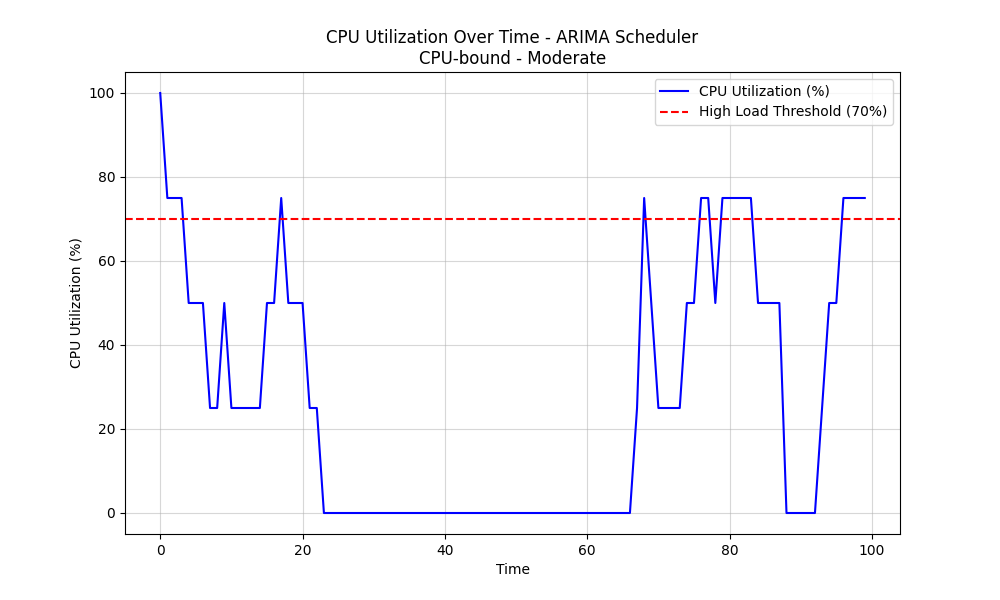 CPU Utilization Over Time - ARIMA Scheduler
CPU-bound - Moderate
CPU Utilization (%)
High Load Threshold (70%)
100
80
60
40
20
0
CPU Utilization (%)
0 20 40 60 80 100
Time